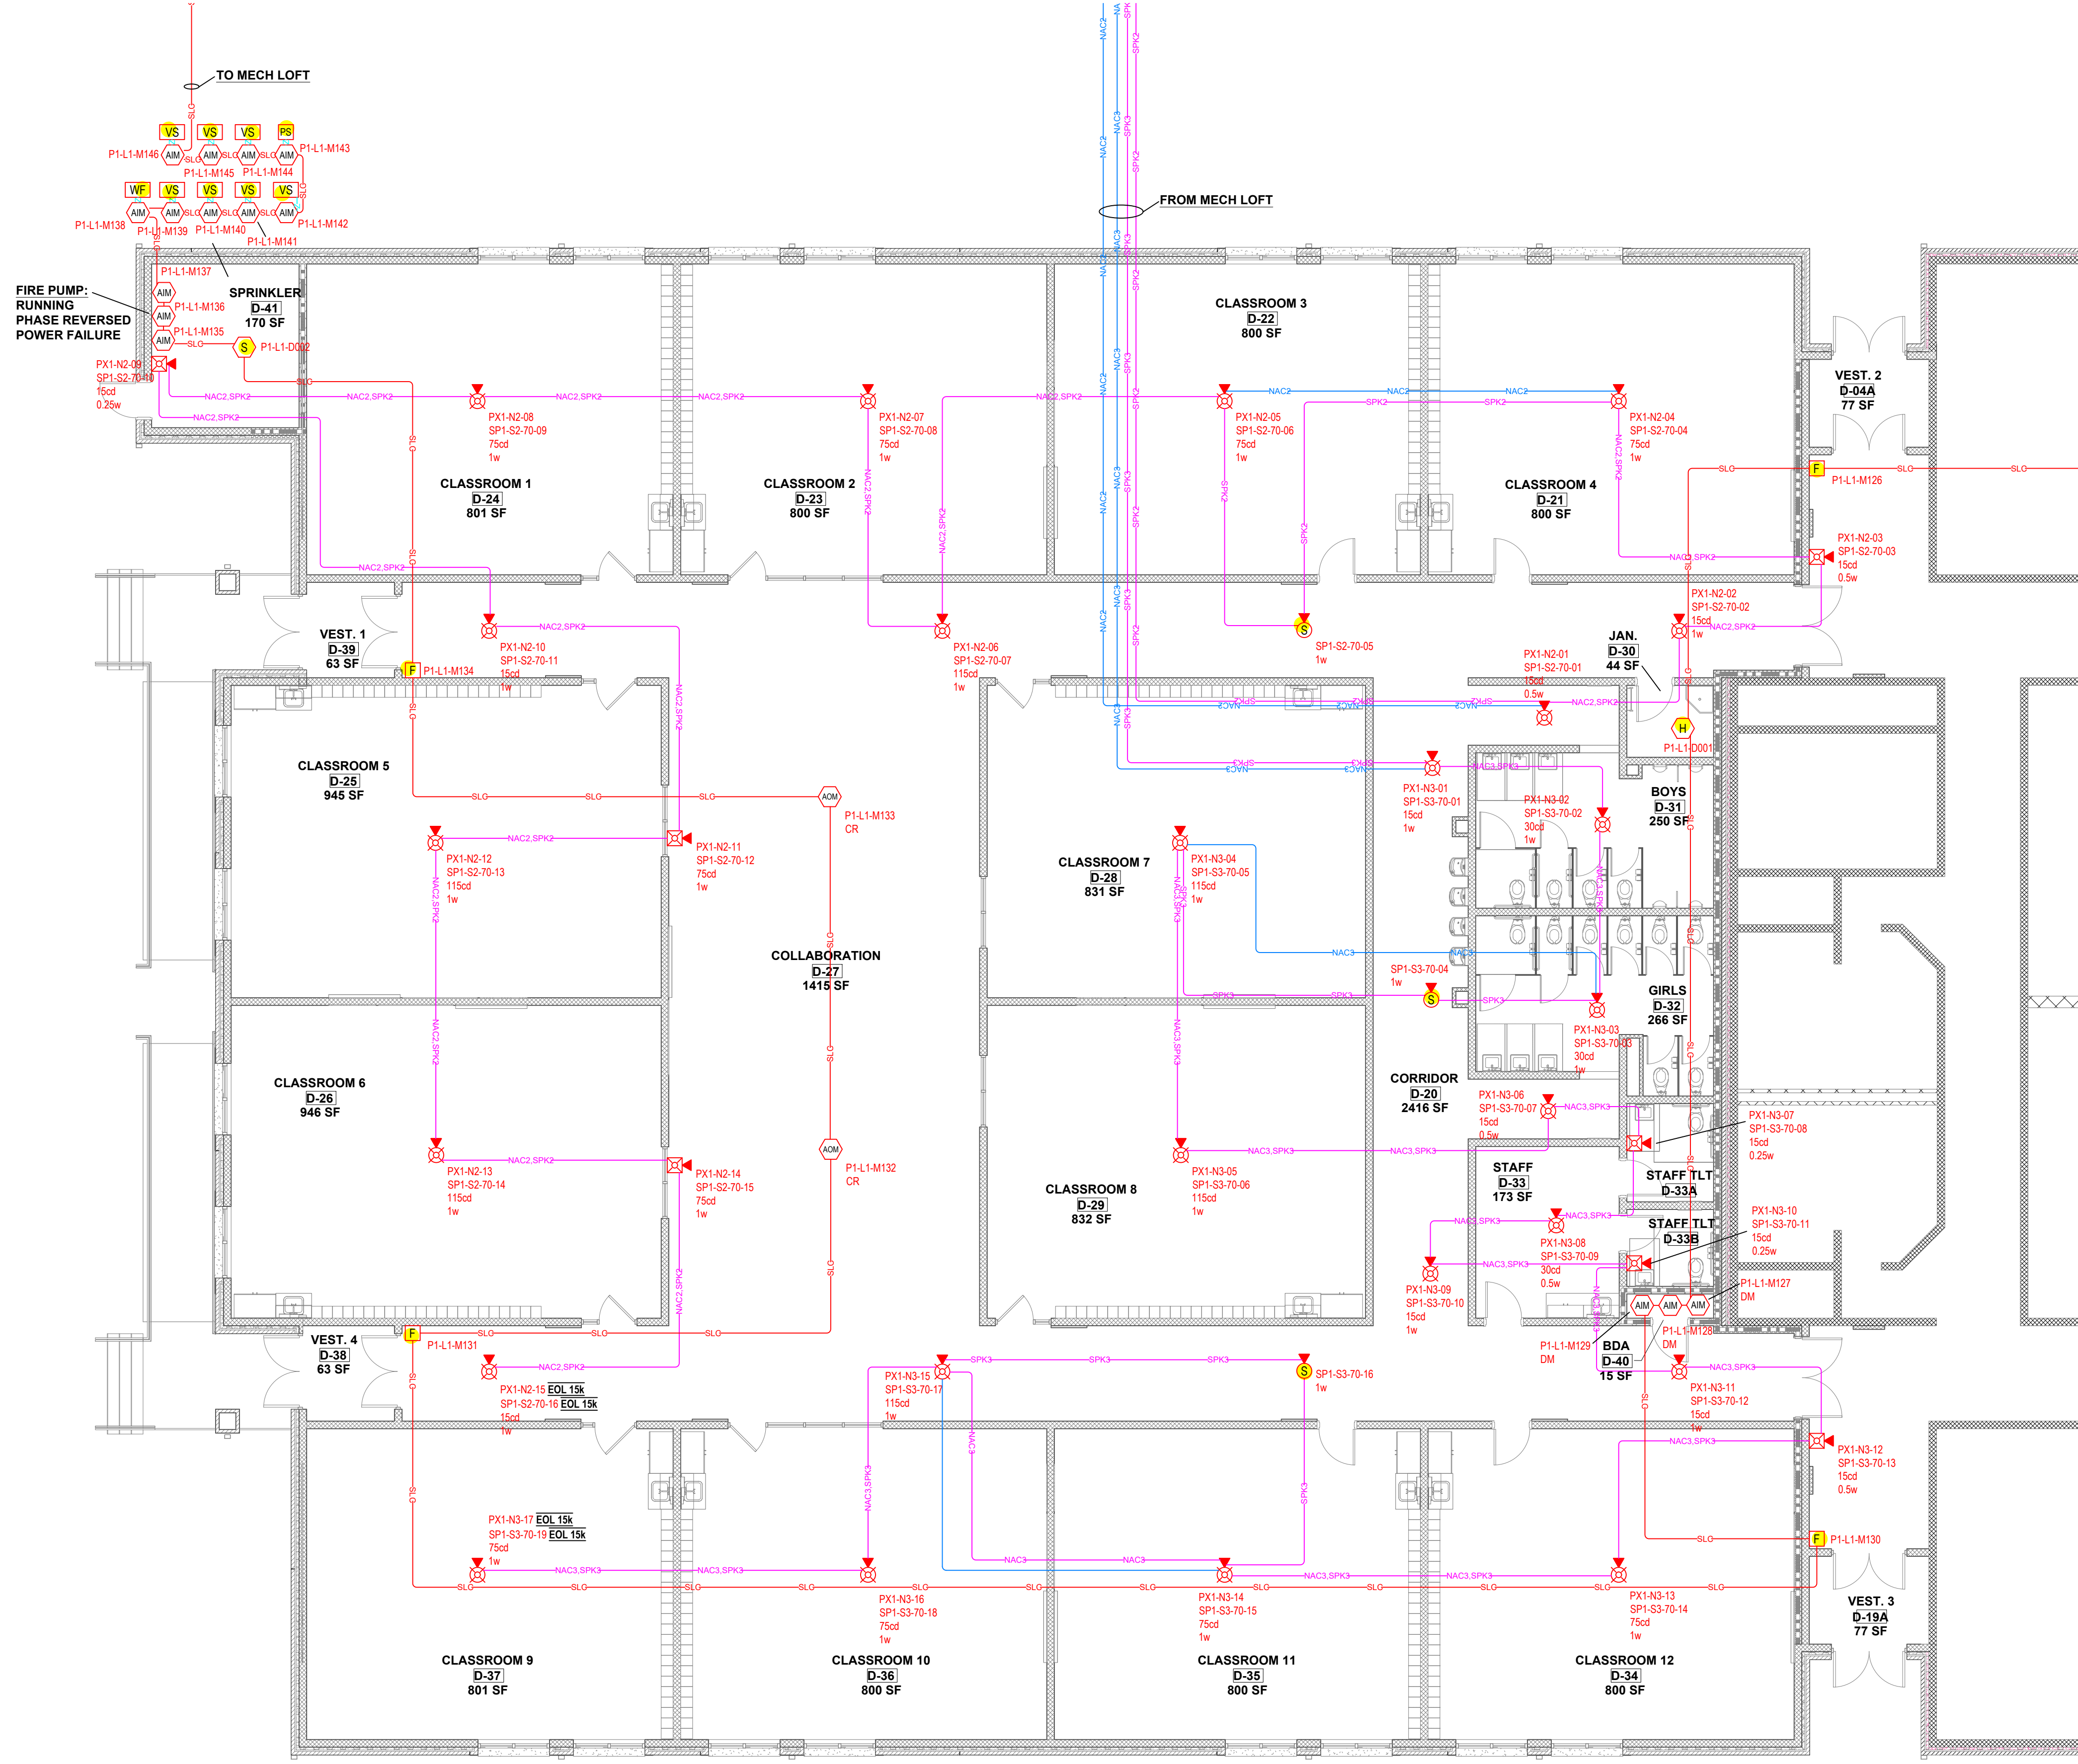 TO MECH LOFT
VS
VS
VS
PS
AIM
AIM
AIM
AIM
P1-L1-M146
P1-L1-M145
P1-L1-M144
P1-L1-M143
WF
VS
VS
VS
VS
AIM
AIM
AIM
AIM
AIM
P1-L1-M138
P1-L1-M139
P1-L1-M140
P1-L1-M141
P1-L1-M142
FROM MECH LOFT
FIRE PUMP:
RUNNING
PHASE REVERSED
POWER FAILURE
P1-L1-M137
AIM
P1-L1-M136
AIM
P1-L1-M135
AIM
SPRINKLER
D-41
170 SF
S
P1-L1-D002
PX1-N2-09
SP1-S2-70-10
15cd
0.25w
PX1-N2-08
SP1-S2-70-09
75cd
1w
CLASSROOM 1
D-24
801 SF
PX1-N2-07
SP1-S2-70-08
75cd
1w
CLASSROOM 2
D-23
800 SF
CLASSROOM 3
D-22
800 SF
PX1-N2-05
SP1-S2-70-06
75cd
1w
PX1-N2-04
SP1-S2-70-04
75cd
1w
CLASSROOM 4
D-21
800 SF
VEST. 2
D-04A
77 SF
F
P1-L1-M126
PX1-N2-03
SP1-S2-70-03
15cd
0.5w
PX1-N2-02
SP1-S2-70-02
15cd
1w
JAN.
D-30
44 SF
VEST. 1
D-39
63 SF
F
P1-L1-M134
PX1-N2-10
SP1-S2-70-11
15cd
1w
PX1-N2-06
SP1-S2-70-07
115cd
1w
S
SP1-S2-70-05
1w
PX1-N2-01
SP1-S2-70-01
15cd
0.5w
H
P1-L1-D001
CLASSROOM 5
D-25
945 SF
PX1-N2-12
SP1-S2-70-13
115cd
1w
PX1-N2-11
SP1-S2-70-12
75cd
1w
AOM
P1-L1-M133
CR
CLASSROOM 7
D-28
831 SF
PX1-N3-04
SP1-S3-70-05
115cd
1w
PX1-N3-01
SP1-S3-70-01
15cd
1w
PX1-N3-02
SP1-S3-70-02
30cd
1w
BOYS
D-31
250 SF
COLLABORATION
D-27
1415 SF
SP1-S3-70-04
1w
S
GIRLS
D-32
266 SF
PX1-N3-03
SP1-S3-70-03
30cd
1w
CLASSROOM 6
D-26
946 SF
PX1-N2-13
SP1-S2-70-14
115cd
1w
PX1-N2-14
SP1-S2-70-15
75cd
1w
AOM
P1-L1-M132
CR
CLASSROOM 8
D-29
832 SF
PX1-N3-05
SP1-S3-70-06
115cd
1w
CORRIDOR
D-20
2416 SF
PX1-N3-06
SP1-S3-70-07
15cd
0.5w
PX1-N3-07
SP1-S3-70-08
15cd
0.25w
STAFF
D-33
173 SF
STAFF TLT
D-33A
STAFF TLT
D-33B
PX1-N3-10
SP1-S3-70-11
15cd
0.25w
PX1-N3-08
SP1-S3-70-09
30cd
0.5w
PX1-N3-09
SP1-S3-70-10
15cd
1w
AIM
AIM
AIM
P1-L1-M127
DM
P1-L1-M128
DM
P1-L1-M129
DM
BDA
D-40
15 SF
VEST. 4
D-38
63 SF
F
P1-L1-M131
PX1-N2-15 EOL 15k
SP1-S2-70-16 EOL 15k
15cd
1w
PX1-N3-15
SP1-S3-70-17
115cd
1w
S
SP1-S3-70-16
1w
PX1-N3-11
SP1-S3-70-12
15cd
1w
PX1-N3-12
SP1-S3-70-13
15cd
0.5w
F
P1-L1-M130
PX1-N3-17 EOL 15k
SP1-S3-70-19 EOL 15k
75cd
1w
PX1-N3-16
SP1-S3-70-18
75cd
1w
PX1-N3-14
SP1-S3-70-15
75cd
1w
PX1-N3-13
SP1-S3-70-14
75cd
1w
VEST. 3
D-19A
77 SF
CLASSROOM 9
D-37
801 SF
CLASSROOM 10
D-36
800 SF
CLASSROOM 11
D-35
800 SF
CLASSROOM 12
D-34
800 SF
SLC
NAC2
NAC3
SPK2
SPK3
NAC2,SPK2
NAC3,SPK3